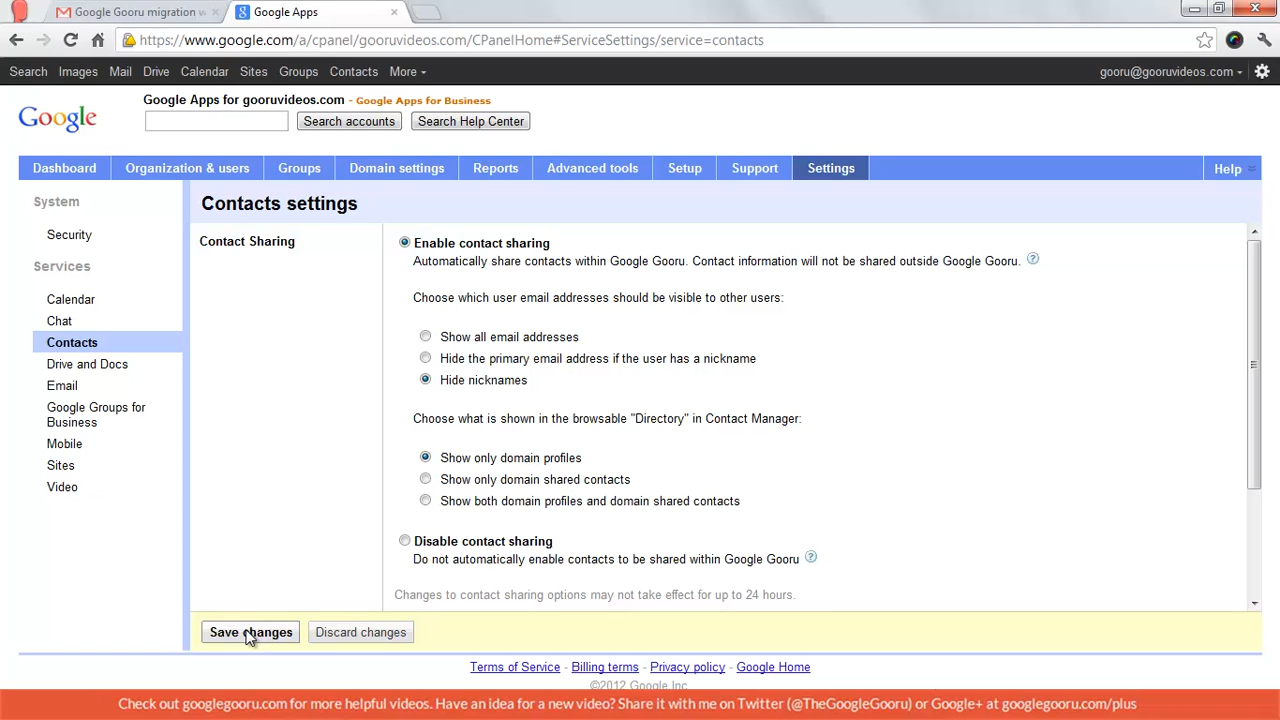 Google Gooru migration w
Google Apps
https://www.google.com/a/cpanel/gooruvideos.com/CPanelHome#ServiceSettings/service=contacts
Search Images Mail Drive Calendar Sites Groups Contacts More
gooru@gooruvideos.com
Google
Google Apps for gooruvideos.com - Google Apps for Business
Search accounts
Search Help Center
Dashboard Organization & users Groups Domain settings Reports Advanced tools Setup Support Settings Help
System
Security
Services
Calendar
Chat
Contacts
Drive and Docs
Email
Google Groups for
Business
Mobile
Sites
Video
Contacts settings
Contact Sharing
Enable contact sharing
Automatically share contacts within Google Gooru. Contact information will not be shared outside Google Gooru. ?
Choose which user email addresses should be visible to other users:
Show all email addresses
Hide the primary email address if the user has a nickname
Hide nicknames
Choose what is shown in the browsable "Directory" in Contact Manager:
Show only domain profiles
Show only domain shared contacts
Show both domain profiles and domain shared contacts
Disable contact sharing
Do not automatically enable contacts to be shared within Google Gooru ?
Changes to contact sharing options may not take effect for up to 24 hours.
Save changes
Discard changes
Terms of Service - Billing terms - Privacy policy - Google Home
©2012 Google Inc.
Check out googlegooru.com for more helpful videos. Have an idea for a new video? Share it with me on Twitter (@TheGoogleGooru) or Google+ at googlegooru.com/plus